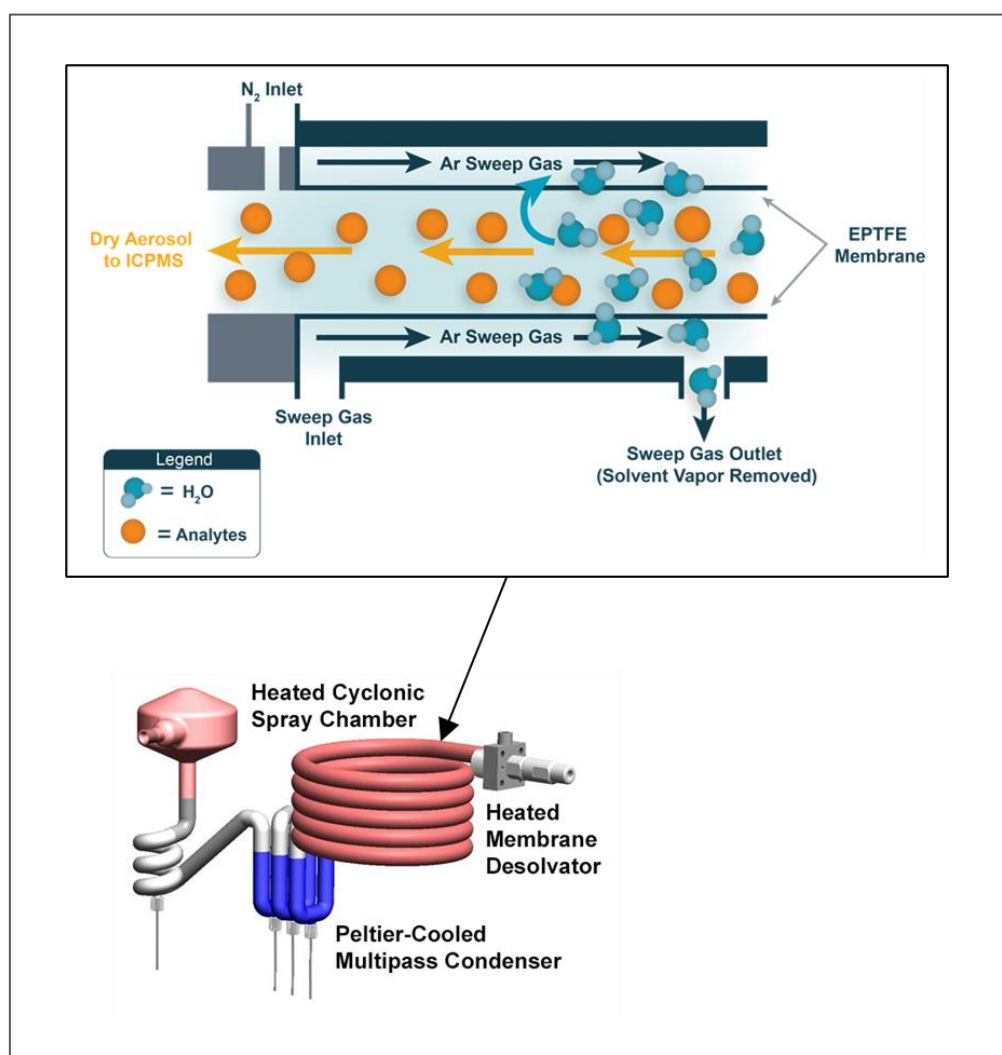 N₂ Inlet
Ar Sweep Gas
Dry Aerosol
to ICPMS
EPTFE
Membrane
Ar Sweep Gas
Sweep Gas
Inlet
Sweep Gas Outlet
(Solvent Vapor Removed)
Legend
= H₂O
= Analytes
Heated Cyclonic
Spray Chamber
Heated
Membrane
Desolvator
Peltier-Cooled
Multipass Condenser